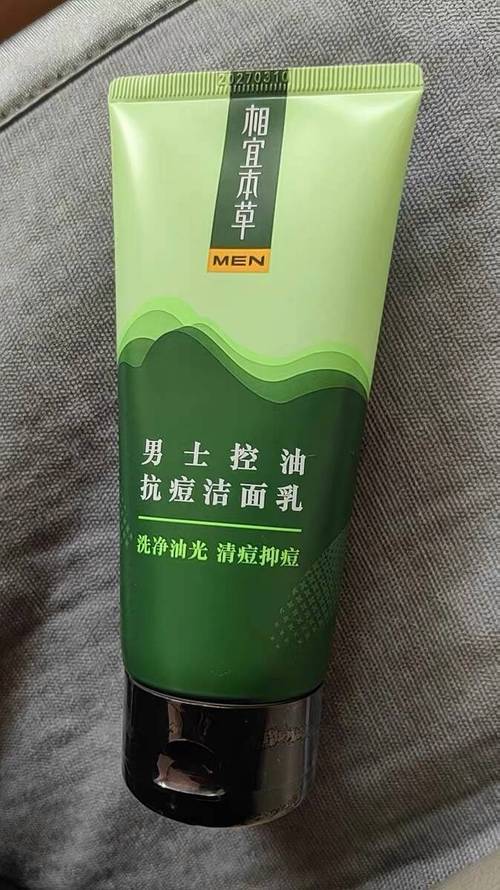 20270310
相宜本草
MEN
男士控油
抗痘洁面乳
洗净油光 清痘抑痘